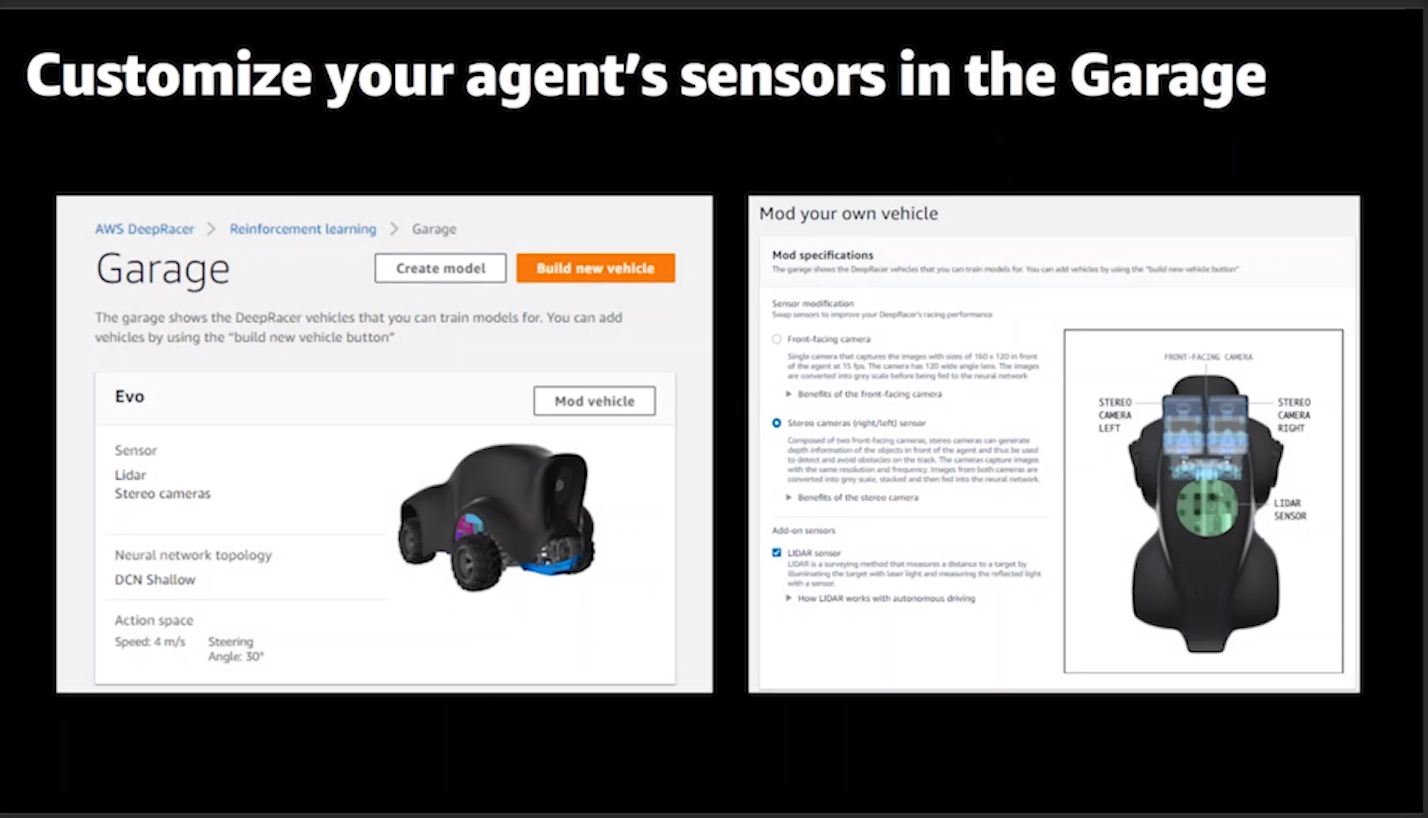 Customize your agent's sensors in the Garage
AWS DeepRacer > Reinforcement learning > Garage
Garage
Create model
Build new vehicle
The garage shows the DeepRacer vehicles that you can train models for. You can add
vehicles by using the "build new vehicle button"
Evo
Mod vehicle
Sensor
Lidar
Stereo cameras
Neural network topology
DCN Shallow
Action space
Speed: 4 m/s
Steering
Angle: 30°
Mod your own vehicle
Mod specifications
The garage shows the DeepRacer vehicles that you can train models for. You can add vehicles by using the "build new vehicle button"
Sensor modification
Swap sensors to improve your DeepRacer's racing performance
Front-facing camera
Single camera that captures the images with sizes of 160 x 120 in front
of the agent at 15 fps. The camera has 120 wide angle lens. The images
are converted into grey scale before being fed to the neural network
Benefits of the front-facing camera
Stereo cameras (right/left) sensor
Composed of two front-facing cameras, stereo cameras can generate
depth information of the objects in front of the agent and thus be used
to detect and avoid obstacles on the track. The cameras capture images
with the same resolution and frequency. Images from both cameras are
converted into grey scale, stacked and then fed into the neural network.
Benefits of the stereo camera
Add-on sensors
LIDAR sensor
LIDAR is a surveying method that measures a distance to a target by
illuminating the target with laser light and measuring the reflected light
with a sensor.
How LIDAR works with autonomous driving
FRONT-FACING CAMERA
STEREO
CAMERA
LEFT
STEREO
CAMERA
RIGHT
LIDAR
SENSOR